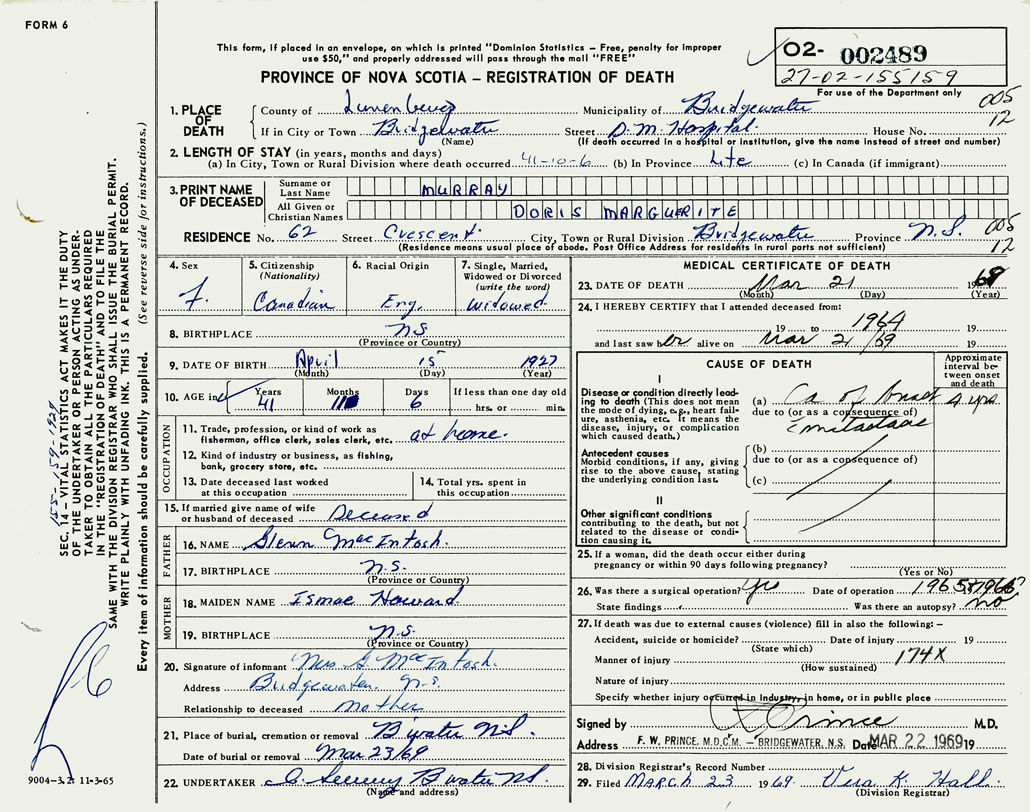 FORM 6
This form, if placed in an envelope, on which is printed "Dominion Statistics – Free, penalty for improper
use $50," and properly addressed will pass through the mail "FREE"
PROVINCE OF NOVA SCOTIA – REGISTRATION OF DEATH
02- 002489
27-02-155159
For use of the Department only
005
12
1. PLACE OF DEATH
County of Lunenburg Municipality of Bridgewater
If in City or Town Bridgewater Street D.M. Hospital House No.
(Name) (If death occurred in a hospital or institution, give the name instead of street and number)
2. LENGTH OF STAY (in years, months and days)
(a) In City, Town or Rural Division where death occurred 41-10-6 (b) In Province Life (c) In Canada (if immigrant)
3. PRINT NAME OF DECEASED
Surname or Last Name MURRAY
All Given or Christian Names DORIS MARGUERITE
RESIDENCE No. 62 Street Crescent City, Town or Rural Division Bridgewater Province N.S.
(Residence means usual place of abode. Post Office Address for residents in rural parts not sufficient)
005
12
4. Sex F.
5. Citizenship (Nationality) Canadian
6. Racial Origin Eng.
7. Single, Married, Widowed or Divorced (write the word) Widowed
8. BIRTHPLACE N.S.
(Province or Country)
9. DATE OF BIRTH April 15 1927
(Month) (Day) (Year)
10. AGE in Years Months Days If less than one day old
41 6 hrs. or min.
OCCUPATION
11. Trade, profession, or kind of work as
fisherman, office clerk, sales clerk, etc. at home.
12. Kind of industry or business, as fishing,
bank, grocery store, etc.
13. Date deceased last worked
at this occupation
14. Total yrs. spent in
this occupation
15. If married give name of wife
or husband of deceased Deceased
FATHER
16. NAME Glenn MacIntosh.
17. BIRTHPLACE N.S.
(Province or Country)
MOTHER
18. MAIDEN NAME Ismae Howard
19. BIRTHPLACE N.S.
(Province or Country)
20. Signature of informant Mrs G. MacIntosh.
Address Bridgewater N.S.
Relationship to deceased Mother
21. Place of burial, cremation or removal B'water N.S.
Date of burial or removal Mar 23/69
22. UNDERTAKER B'water N.S.
(Name and address)
MEDICAL CERTIFICATE OF DEATH
23. DATE OF DEATH Mar 21 1969
(Month) (Day) (Year)
24. I HEREBY CERTIFY that I attended deceased from:
19 to 1964 19
and last saw her alive on Mar 21/69 19
CAUSE OF DEATH
Approximate
interval be-
tween onset
and death
I
Disease or condition directly lead-
ing to death (This does not mean
the mode of dying, e.g., heart fail-
ure, asthenia, etc. It means the
disease, injury, or complication
which caused death.)
(a) Ca of breast 4 yrs
due to (or as a consequence of)
Antecedent causes
Morbid conditions, if any, giving
rise to the above cause, stating
the underlying condition last.
(b)
due to (or as a consequence of)
(c)
II
Other significant conditions
contributing to the death, but not
related to the disease or condi-
tion causing it.
25. If a woman, did the death occur either during
pregnancy or within 90 days following pregnancy?
(Yes or No)
26. Was there a surgical operation? Yes Date of operation 1965 + 1966?
State findings Was there an autopsy? no
27. If death was due to external causes (violence) fill in also the following: –
Accident, suicide or homicide? Date of injury 19
(State which)
Manner of injury 174X
(How sustained)
Nature of injury
Specify whether injury occurred in Industry, in home, or in public place
Signed by F Prince M.D.
Address F. W. PRINCE, M.D.C.M. – BRIDGEWATER, N.S. Date MAR 22 1969 19
28. Division Registrar's Record Number
29. Filed MARCH 23 1969 Vera K. Hall
(Division Registrar)
155-159-1927
SEC. 14 – VITAL STATISTICS ACT MAKES IT THE DUTY
OF THE UNDERTAKER OR PERSON ACTING AS UNDER-
TAKER TO OBTAIN ALL THE PARTICULARS REQUIRED
IN THE "REGISTRATION OF DEATH" AND TO FILE THE
SAME WITH THE DIVISION REGISTRAR WHO SHALL ISSUE THE BURIAL PERMIT.
WRITE PLAINLY WITH UNFADING INK. THIS IS A PERMANENT RECORD.
Every item of information should be carefully supplied. (See reverse side for instructions.)
9004-3.2: 11-3-65